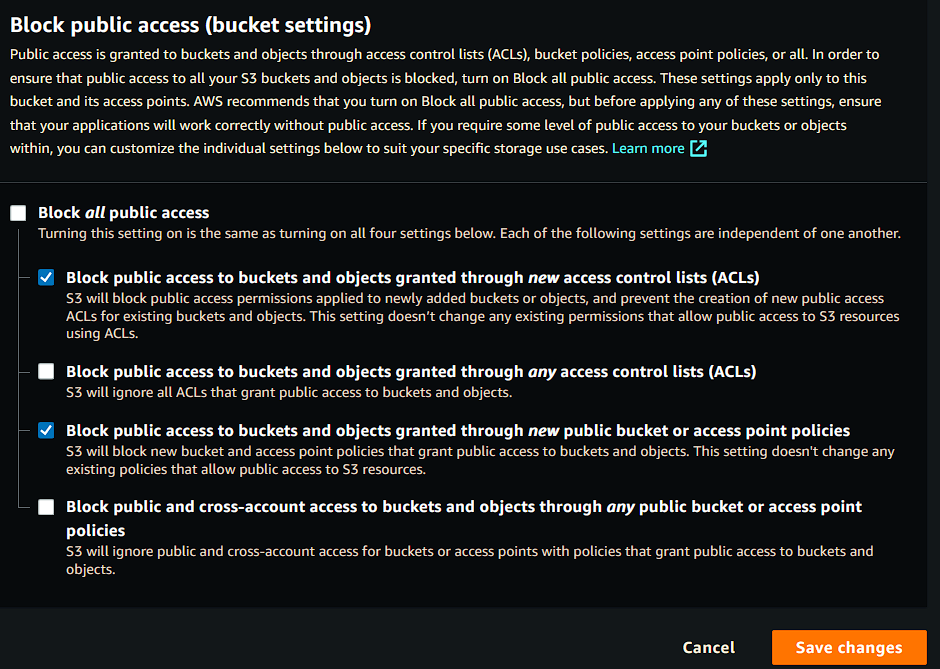 Block public access (bucket settings)
Public access is granted to buckets and objects through access control lists (ACLs), bucket policies, access point policies, or all. In order to
ensure that public access to all your S3 buckets and objects is blocked, turn on Block all public access. These settings apply only to this
bucket and its access points. AWS recommends that you turn on Block all public access, but before applying any of these settings, ensure
that your applications will work correctly without public access. If you require some level of public access to your buckets or objects
within, you can customize the individual settings below to suit your specific storage use cases. Learn more
Block all public access
Turning this setting on is the same as turning on all four settings below. Each of the following settings are independent of one another.
Block public access to buckets and objects granted through new access control lists (ACLs)
S3 will block public access permissions applied to newly added buckets or objects, and prevent the creation of new public access
ACLs for existing buckets and objects. This setting doesn't change any existing permissions that allow public access to S3 resources
using ACLs.
Block public access to buckets and objects granted through any access control lists (ACLs)
S3 will ignore all ACLs that grant public access to buckets and objects.
Block public access to buckets and objects granted through new public bucket or access point policies
S3 will block new bucket and access point policies that grant public access to buckets and objects. This setting doesn't change any
existing policies that allow public access to S3 resources.
Block public and cross-account access to buckets and objects through any public bucket or access point
policies
S3 will ignore public and cross-account access for buckets or access points with policies that grant public access to buckets and
objects.
Cancel
Save changes